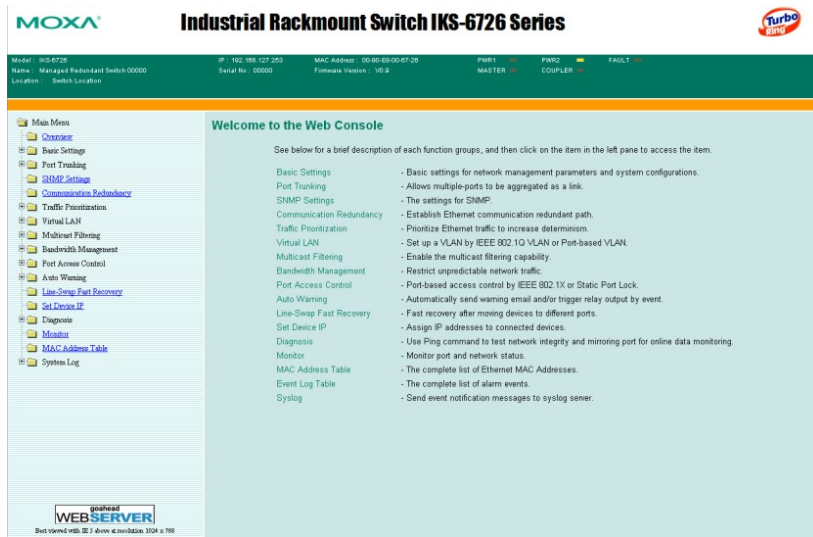 MOXA
Industrial Rackmount Switch IKS-6726 Series
Turbo
Ring
Model : IKS-6726
Name : Managed Redundant Switch 00000
Location : Switch Location
IP : 192.168.127.253
Serial No : 00000
MAC Address : 00-90-E8-00-67-26
Firmware Version : V0.9
PWR1
MASTER
PWR2
COUPLER
FAULT
Main Menu
Overview
Basic Settings
Port Trunking
SNMP Settings
Communication Redundancy
Traffic Prioritization
Virtual LAN
Multicast Filtering
Bandwidth Management
Port Access Control
Auto Warning
Line-Swap Fast Recovery
Set Device IP
Diagnosis
Monitor
MAC Address Table
System Log
goahead
WEBSERVER
Best viewed with IE 5 above at resolution 1024 x 768
Welcome to the Web Console
See below for a brief description of each function groups, and then click on the item in the left pane to access the item.
Basic Settings - Basic settings for network management parameters and system configurations.
Port Trunking - Allows multiple-ports to be aggregated as a link.
SNMP Settings - The settings for SNMP.
Communication Redundancy - Establish Ethernet communication redundant path.
Traffic Prioritization - Prioritize Ethernet traffic to increase determinism.
Virtual LAN - Set up a VLAN by IEEE 802.1Q VLAN or Port-based VLAN.
Multicast Filtering - Enable the multicast filtering capability.
Bandwidth Management - Restrict unpredictable network traffic.
Port Access Control - Port-based access control by IEEE 802.1X or Static Port Lock.
Auto Warning - Automatically send warning email and/or trigger relay output by event.
Line-Swap Fast Recovery - Fast recovery after moving devices to different ports.
Set Device IP - Assign IP addresses to connected devices.
Diagnosis - Use Ping command to test network integrity and mirroring port for online data monitoring.
Monitor - Monitor port and network status.
MAC Address Table - The complete list of Ethernet MAC Addresses.
Event Log Table - The complete list of alarm events.
Syslog - Send event notification messages to syslog server.